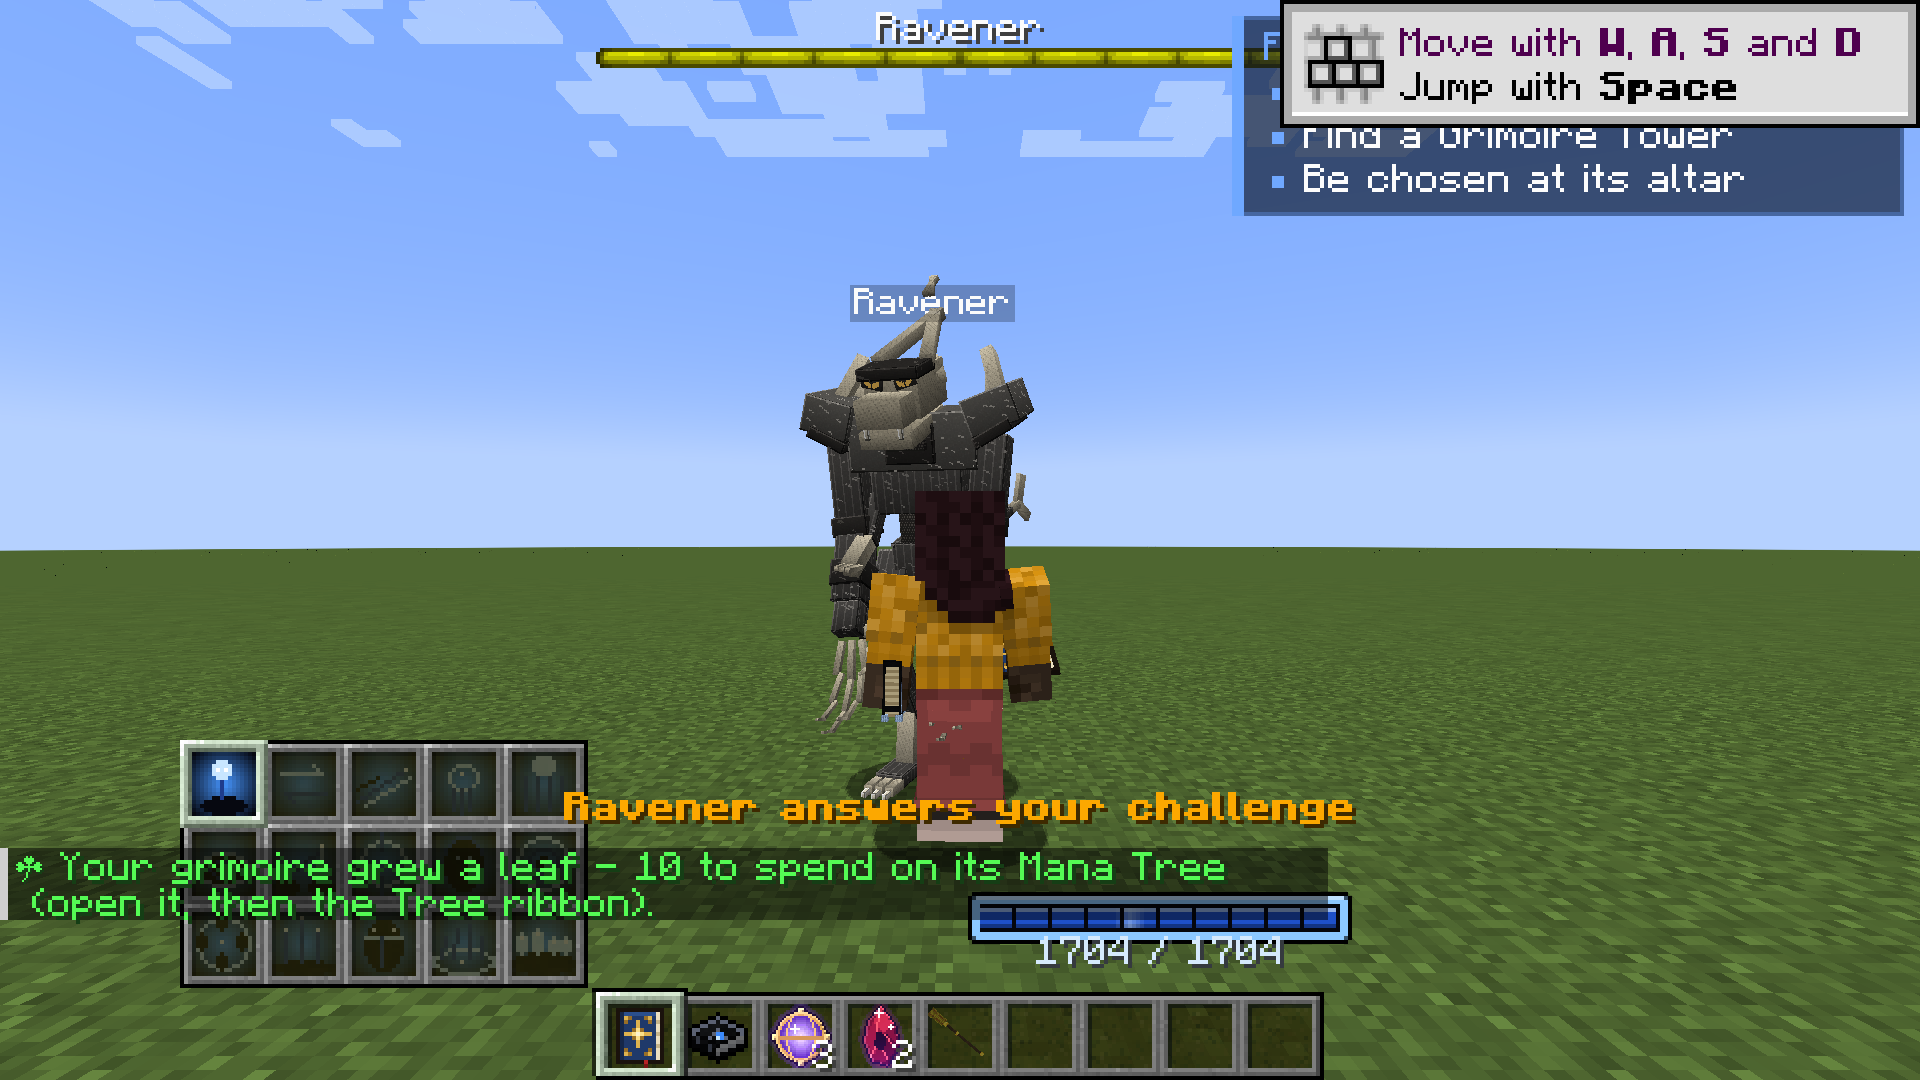 Ravener
Move with W, A, S and D
Jump with Space
Find a Grimoire Tower
Be chosen at its altar
Ravener
Ravener answers your challenge
Your grimoire grew a leaf – 10 to spend on its Mana Tree
(open it, then the Tree ribbon).
1704 / 1704
3
2